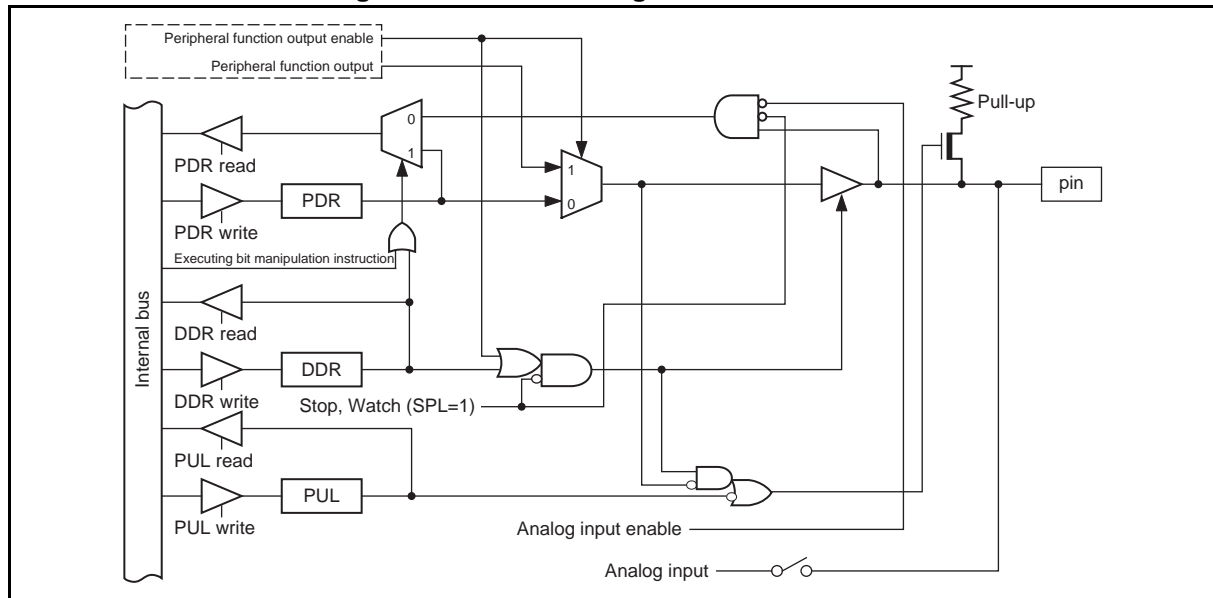 Peripheral function output enable
Peripheral function output
Pull-up
0
1
PDR read
1
0
pin
PDR
PDR write
Executing bit manipulation instruction
Internal bus
DDR read
DDR
DDR write
Stop, Watch (SPL=1)
PUL read
PUL
PUL write
Analog input enable
Analog input